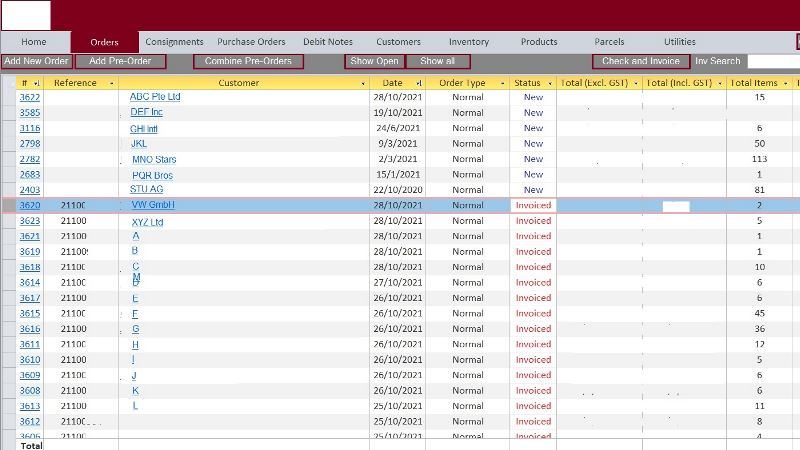 Home Orders Consignments Purchase Orders Debit Notes Customers Inventory Products Parcels Utilities
Add New Order Add Pre-Order Combine Pre-Orders Show Open Show all Check and Invoice Inv Search
# Reference Customer Date Order Type Status Total (Excl. GST) Total (Incl. GST) Total Items
3622 ABC Pte Ltd 28/10/2021 Normal New 15
3585 DEF Inc 19/10/2021 Normal New
3116 GHI Intl 24/6/2021 Normal New 6
2798 JKL 9/3/2021 Normal New 50
2782 MNO Stars 2/3/2021 Normal New 113
2683 PQR Bros 15/1/2021 Normal New 1
2403 STU AG 22/10/2020 Normal New 81
3620 21100 VW GmbH 28/10/2021 Normal Invoiced 2
3623 21100 XYZ Ltd 28/10/2021 Normal Invoiced 5
3621 21100 A 28/10/2021 Normal Invoiced 1
3619 21100 B 28/10/2021 Normal Invoiced 1
3618 21100 C 28/10/2021 Normal Invoiced 10
M
3614 21100 D 27/10/2021 Normal Invoiced 6
3617 21100 E 26/10/2021 Normal Invoiced 6
3615 21100 F 26/10/2021 Normal Invoiced 45
3616 21100 G 26/10/2021 Normal Invoiced 36
3611 21100 H 26/10/2021 Normal Invoiced 12
3610 21100 I 26/10/2021 Normal Invoiced 5
3609 21100 J 26/10/2021 Normal Invoiced 6
3608 21100 K 26/10/2021 Normal Invoiced 6
3613 21100 L 25/10/2021 Normal Invoiced 11
3612 21100 25/10/2021 Normal Invoiced 8
3606 21100 25/10/2021 Normal Invoiced 4
Total